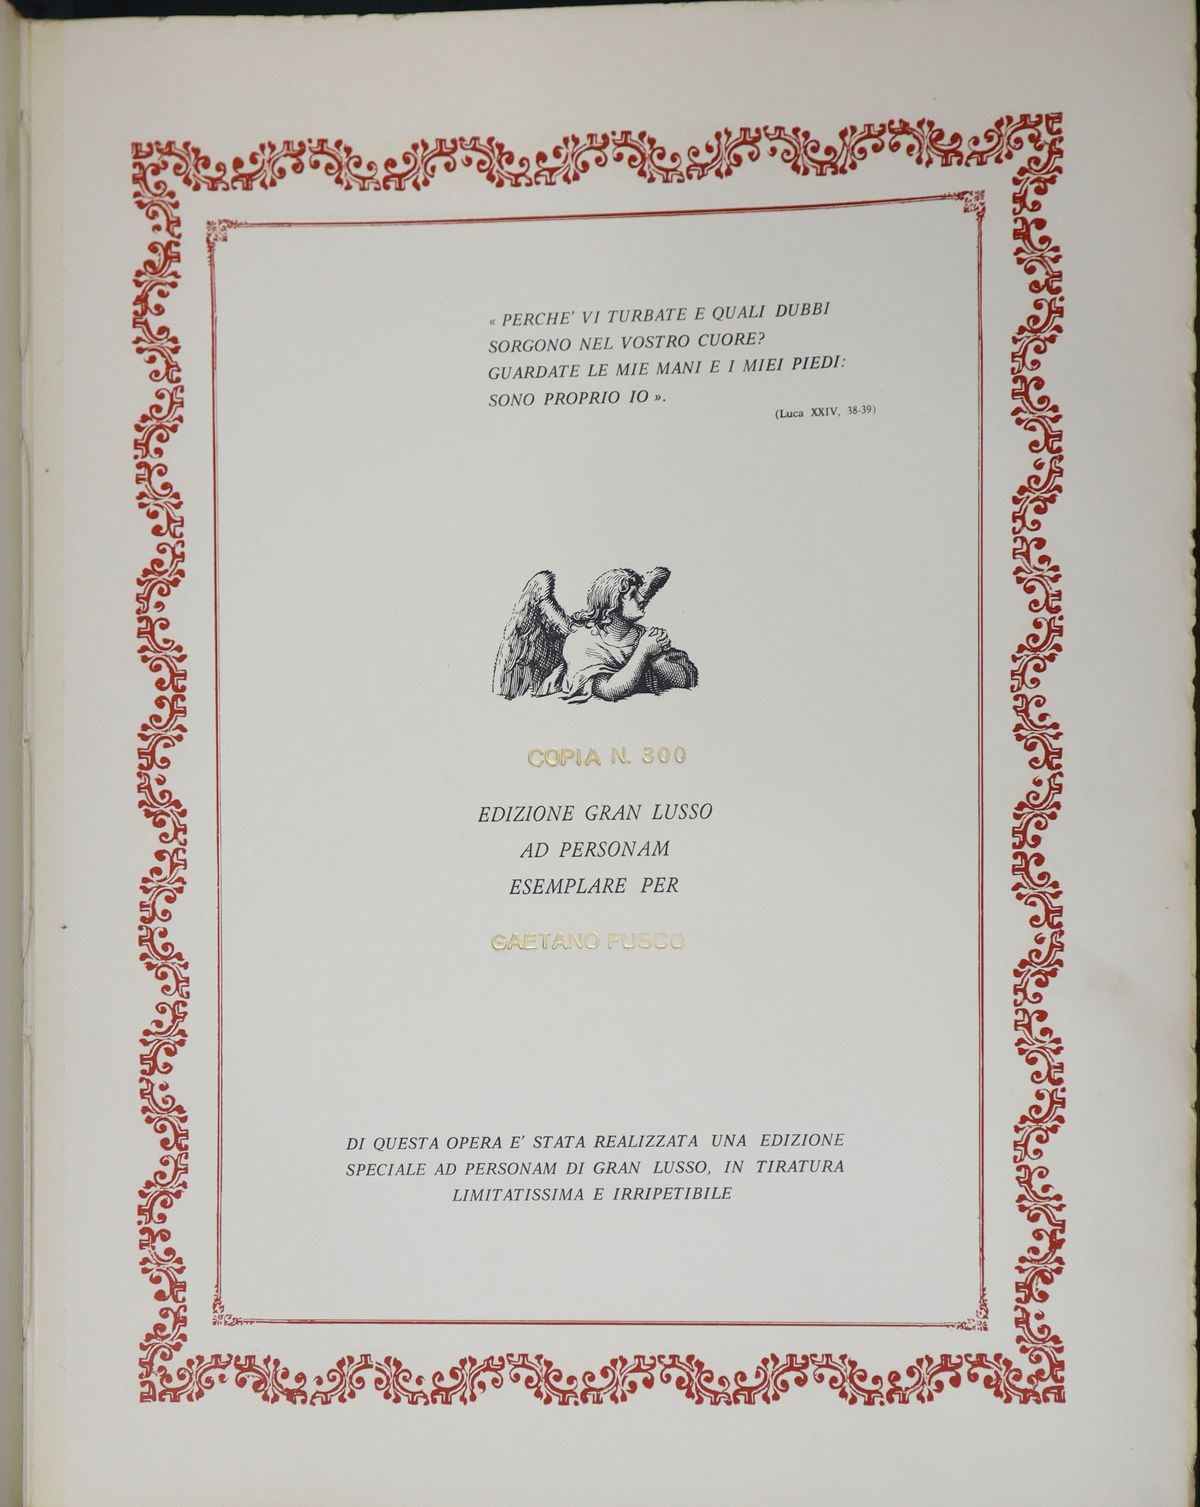 « PERCHE' VI TURBATE E QUALI DUBBI
SORGONO NEL VOSTRO CUORE?
GUARDATE LE MIE MANI E I MIEI PIEDI:
SONO PROPRIO IO ».
(Luca XXIV, 38-39)
COPIA N. 300
EDIZIONE GRAN LUSSO
AD PERSONAM
ESEMPLARE PER
GAETANO FUSCO
DI QUESTA OPERA E' STATA REALIZZATA UNA EDIZIONE
SPECIALE AD PERSONAM DI GRAN LUSSO, IN TIRATURA
LIMITATISSIMA E IRRIPETIBILE